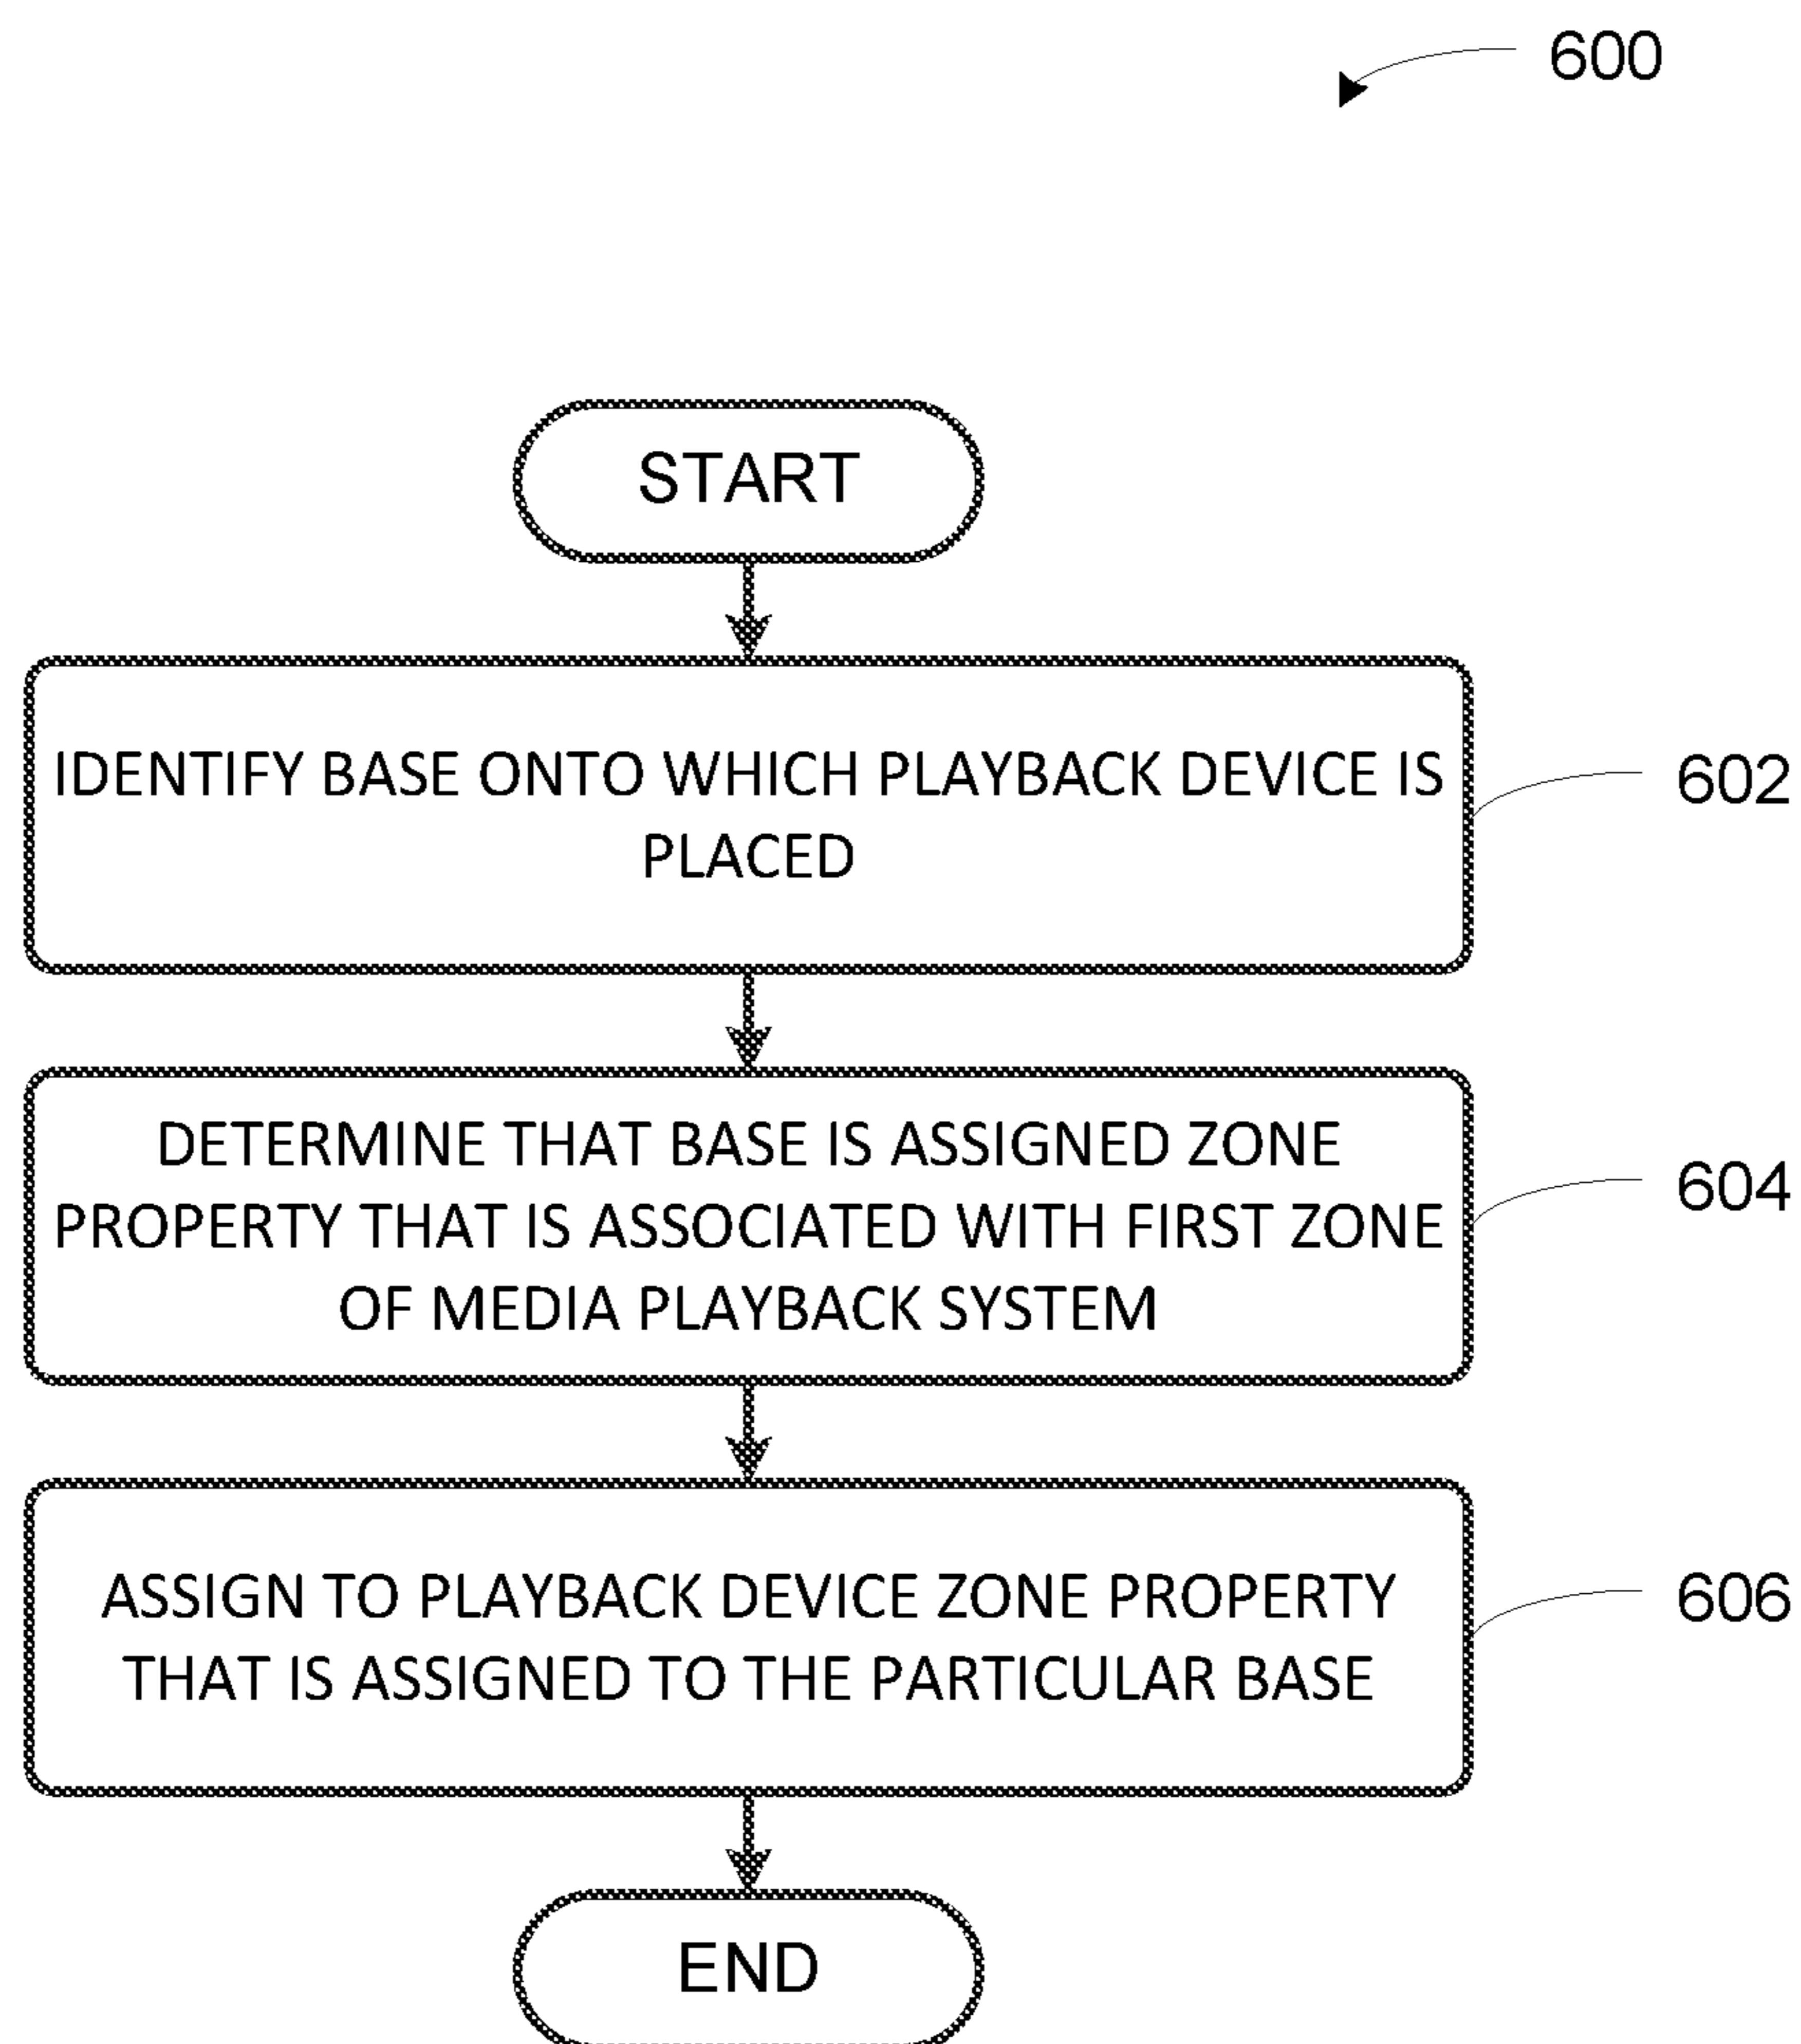 600
START
IDENTIFY BASE ONTO WHICH PLAYBACK DEVICE IS
PLACED
602
DETERMINE THAT BASE IS ASSIGNED ZONE
PROPERTY THAT IS ASSOCIATED WITH FIRST ZONE
OF MEDIA PLAYBACK SYSTEM
604
ASSIGN TO PLAYBACK DEVICE ZONE PROPERTY
THAT IS ASSIGNED TO THE PARTICULAR BASE
606
END